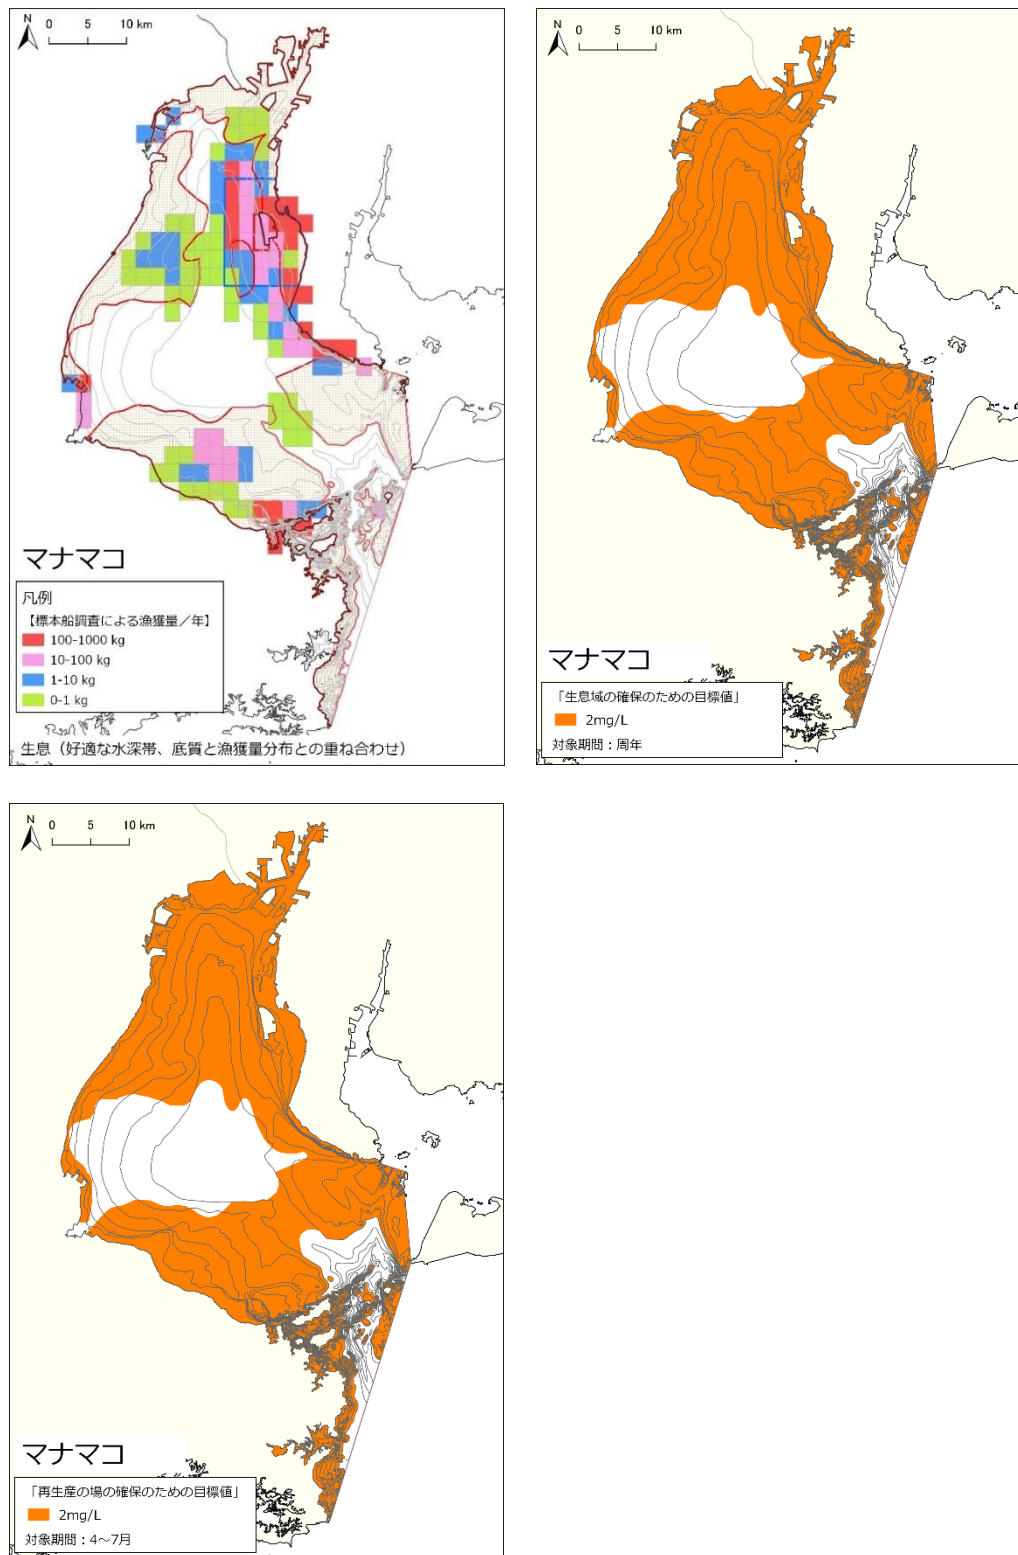 N
0 5 10 km
マナマコ
凡例
【標本船調査による漁獲量／年】
100-1000 kg
10-100 kg
1-10 kg
0-1 kg
生息（好適な水深帯、底質と漁獲量分布との重ね合わせ）
N
0 5 10 km
マナマコ
「生息域の確保のための目標値」
2mg/L
対象期間：周年
N
0 5 10 km
マナマコ
「再生産の場の確保のための目標値」
2mg/L
対象期間：4～7月